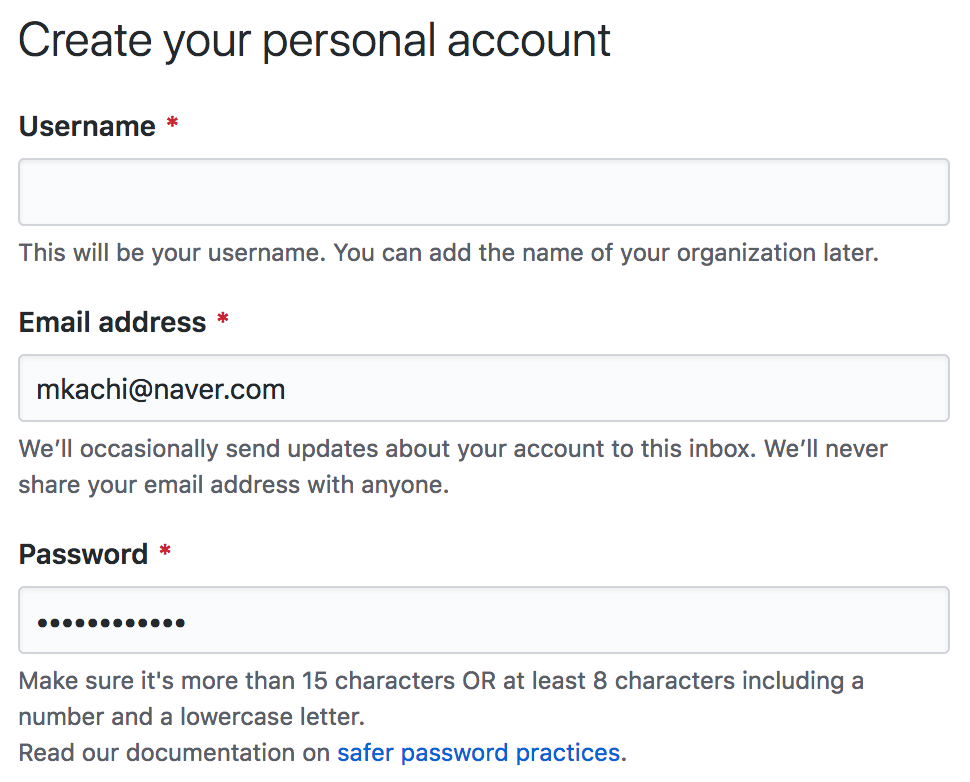 Create your personal account
Username *
This will be your username. You can add the name of your organization later.
Email address *
mkachi@naver.com
We’ll occasionally send updates about your account to this inbox. We’ll never
share your email address with anyone.
Password *
••••••••••••
Make sure it's more than 15 characters OR at least 8 characters including a
number and a lowercase letter.
Read our documentation on safer password practices.